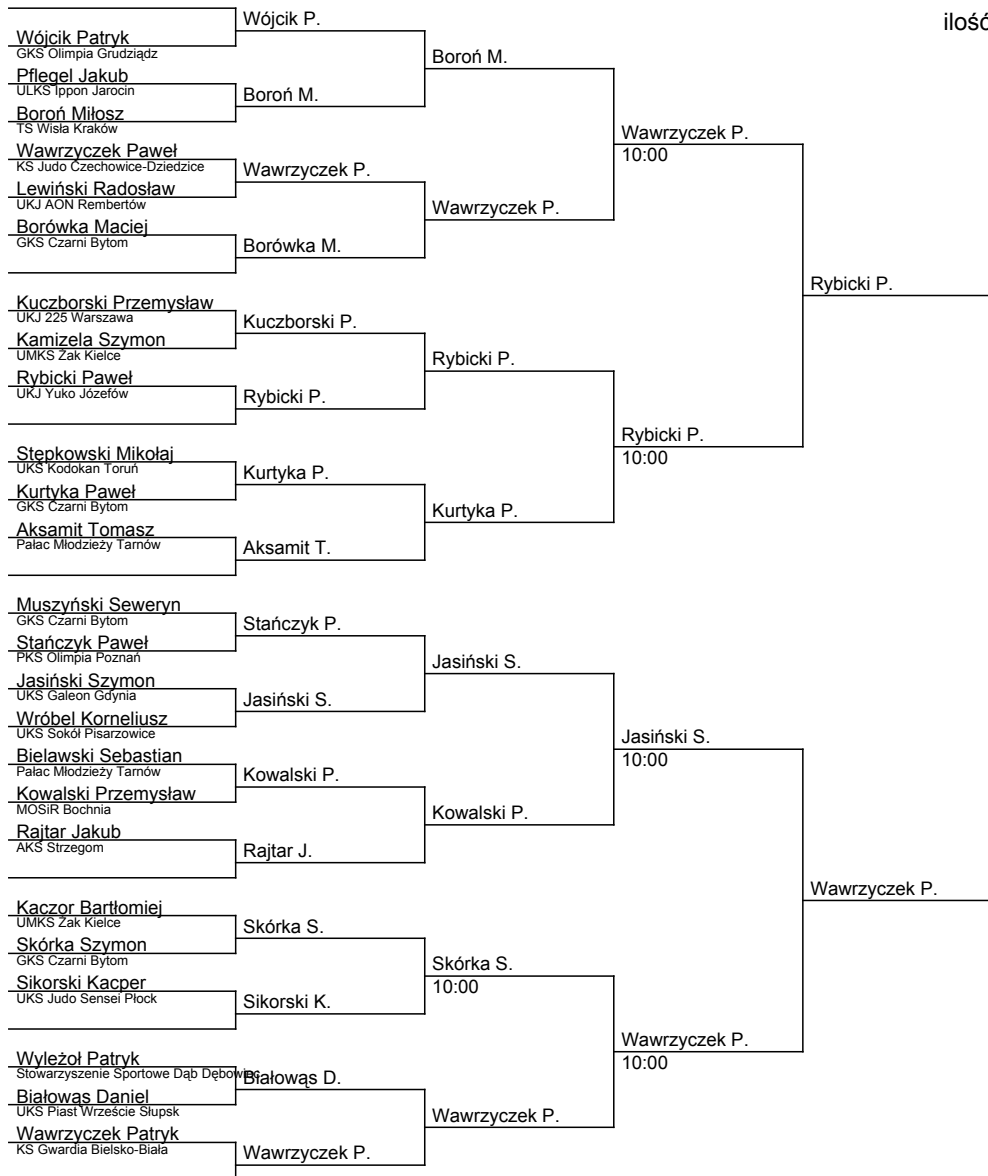 ilość
Wójcik Patryk
GKS Olimpia Grudziądz
Pflegel Jakub
ULKS Ippon Jarocin
Boroń Miłosz
TS Wisła Kraków
Wawrzyczek Paweł
KS Judo Czechowice-Dziedzice
Lewiński Radosław
UKJ AON Rembertów
Borówka Maciej
GKS Czarni Bytom
Kuczborski Przemysław
UKJ 225 Warszawa
Kamizela Szymon
UMKS Żak Kielce
Rybicki Paweł
UKJ Yuko Józefów
Stępkowski Mikołaj
UKS Kodokan Toruń
Kurtyka Paweł
GKS Czarni Bytom
Aksamit Tomasz
Pałac Młodzieży Tarnów
Muszyński Seweryn
GKS Czarni Bytom
Stańczyk Paweł
PKS Olimpia Poznań
Jasiński Szymon
UKS Galeon Gdynia
Wróbel Korneliusz
UKS Sokół Pisarzowice
Bielawski Sebastian
Pałac Młodzieży Tarnów
Kowalski Przemysław
MOSiR Bochnia
Rajtar Jakub
AKS Strzegom
Kaczor Bartłomiej
UMKS Żak Kielce
Skórka Szymon
GKS Czarni Bytom
Sikorski Kacper
UKS Judo Sensei Płock
Wyleżoł Patryk
Stowarzyszenie Sportowe Dąb Dębowiec
Białowąs Daniel
UKS Piast Wrzeście Słupsk
Wawrzyczek Patryk
KS Gwardia Bielsko-Biała
Wójcik P.
Boroń M.
Wawrzyczek P.
Borówka M.
Kuczborski P.
Rybicki P.
Kurtyka P.
Aksamit T.
Stańczyk P.
Jasiński S.
Kowalski P.
Rajtar J.
Skórka S.
Sikorski K.
Białowąs D.
Wawrzyczek P.
Boroń M.
Wawrzyczek P.
Rybicki P.
Kurtyka P.
Jasiński S.
Kowalski P.
Skórka S.
10:00
Wawrzyczek P.
Wawrzyczek P.
10:00
Rybicki P.
10:00
Jasiński S.
10:00
Wawrzyczek P.
10:00
Rybicki P.
Wawrzyczek P.